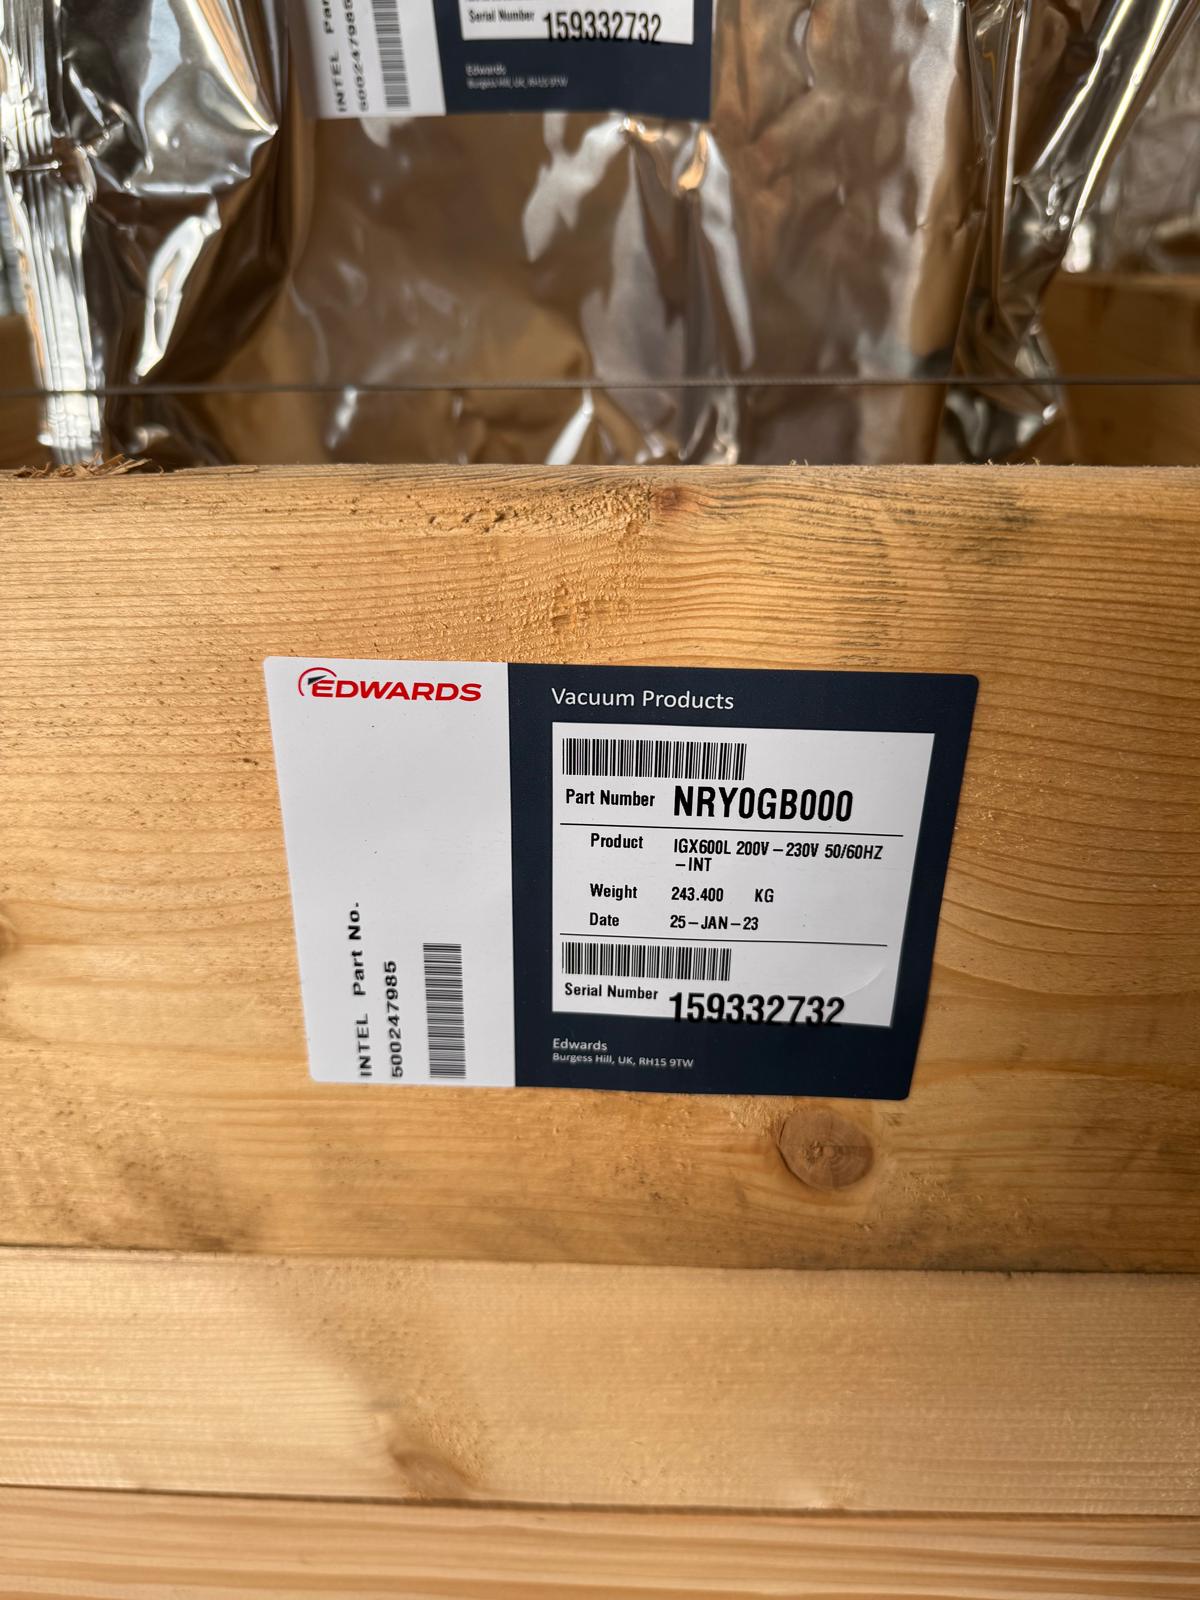 INTEL Par
500247985
Serial Number 159332732
Edwards
Burgess Hill, UK, RH15 9TW
EDWARDS
INTEL Part No.
500247985
Vacuum Products
Part Number NRY0GB000
Product IGX600L 200V-230V 50/60HZ
-INT
Weight 243.400 KG
Date 25-JAN-23
Serial Number 159332732
Edwards
Burgess Hill, UK, RH15 9TW